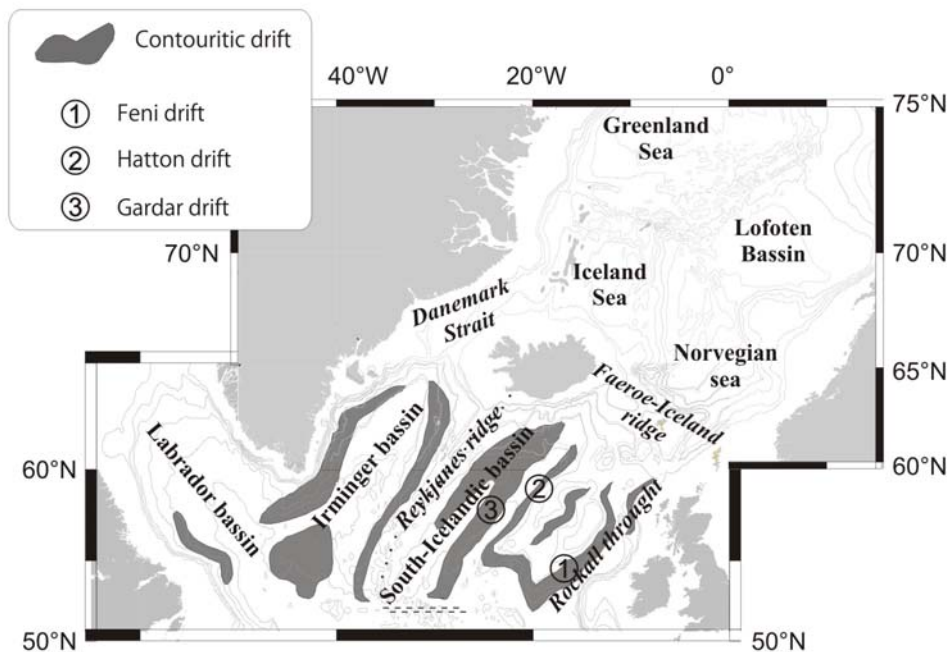 Contouritic drift
1 Feni drift
2 Hatton drift
3 Gardar drift
40°W 20°W 0°
75°N
Greenland
Sea
70°N
Lofoten
Bassin
70°N
Iceland
Sea
Danemark
Strait
Norvegian
sea
65°N
Faeroe-Iceland
ridge
60°N
60°N
Labrador bassin
Irminger bassin
Reykjanes ridge
South-Icelandic bassin
2
3
1
Rockall throught
50°N
50°N